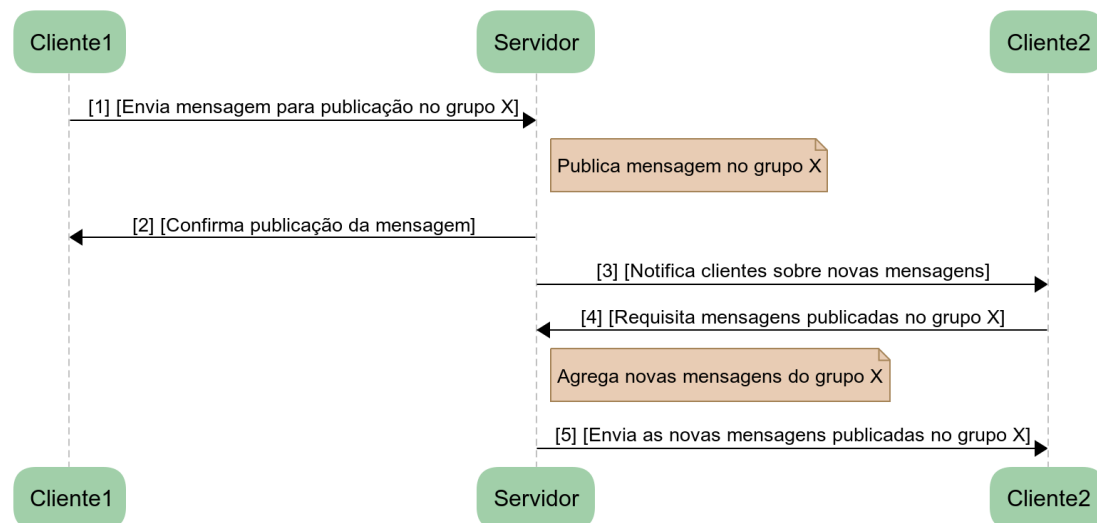 Cliente1
Servidor
Cliente2
[1] [Envia mensagem para publicação no grupo X]
Publica mensagem no grupo X
[2] [Confirma publicação da mensagem]
[3] [Notifica clientes sobre novas mensagens]
[4] [Requisita mensagens publicadas no grupo X]
Agrega novas mensagens do grupo X
[5] [Envia as novas mensagens publicadas no grupo X]
Cliente1
Servidor
Cliente2